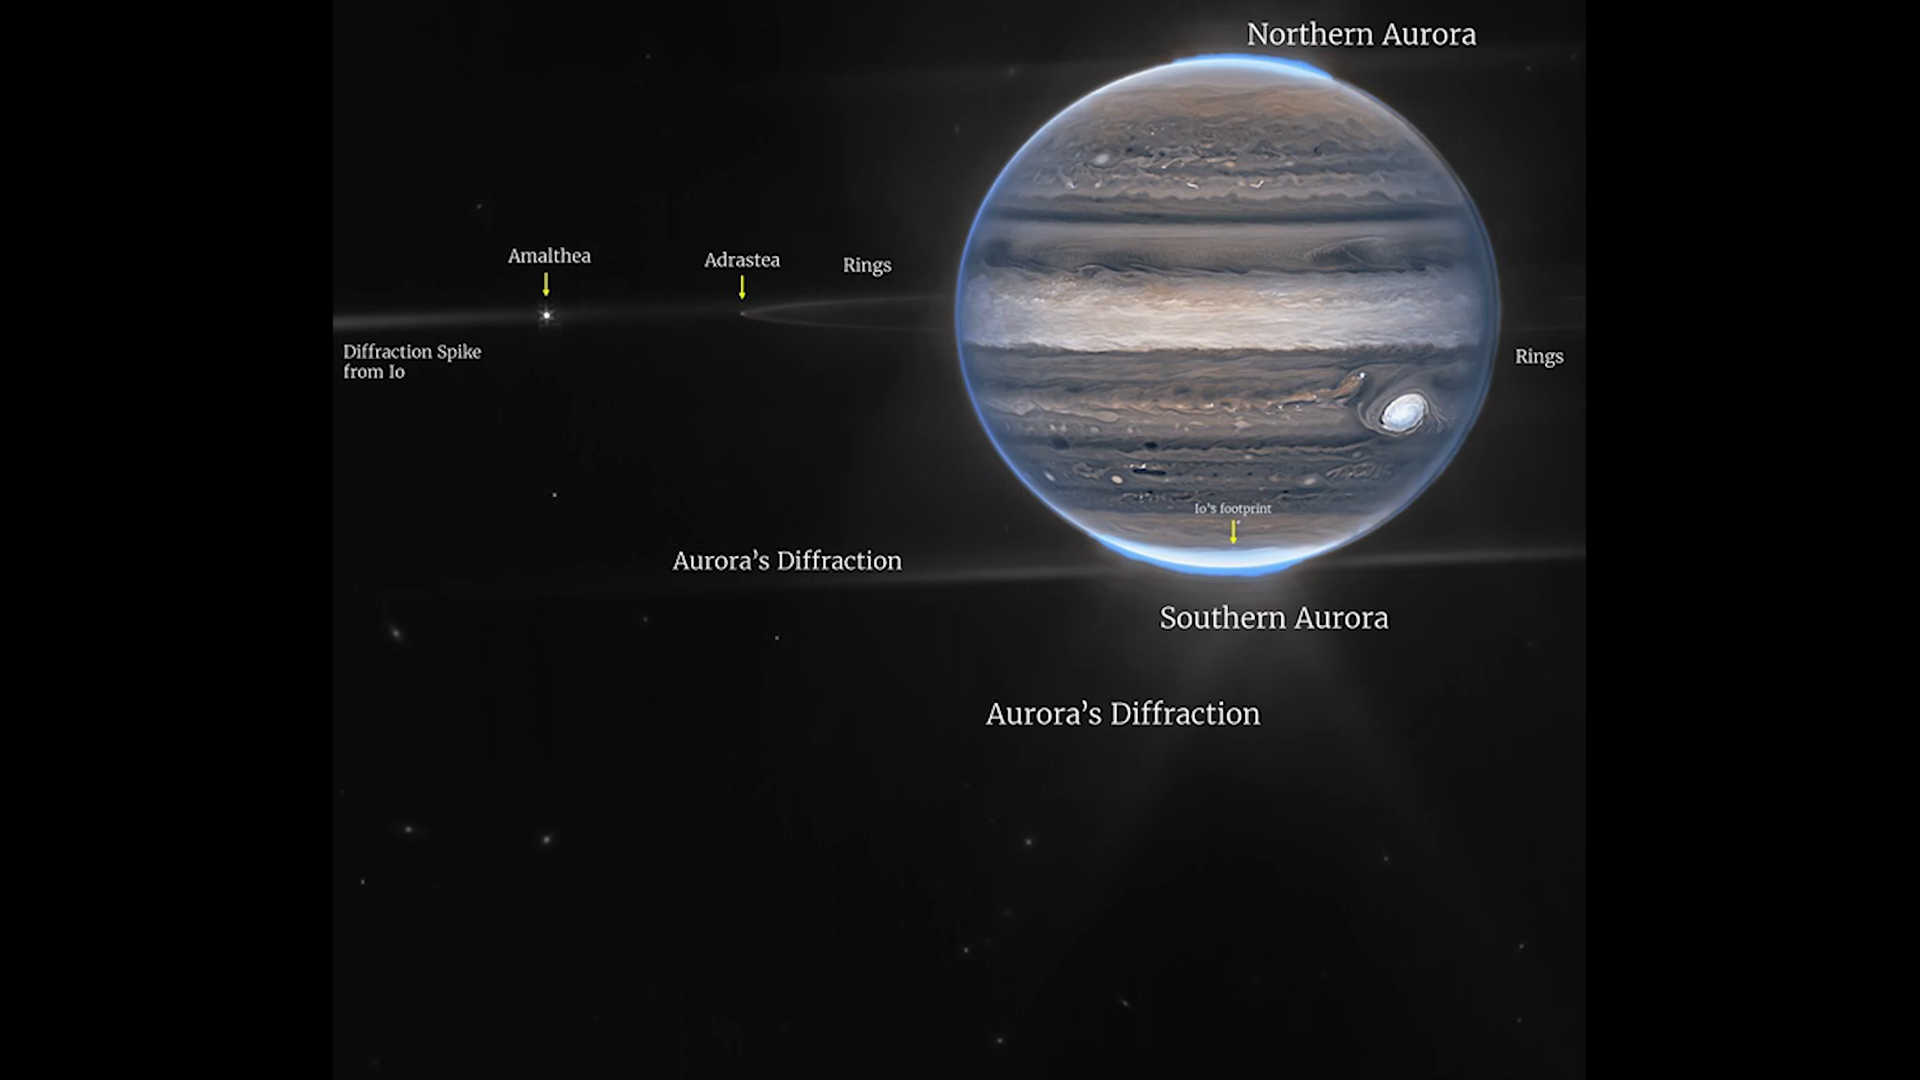 Northern Aurora
Amalthea
Adrastea
Rings
Diffraction Spike
from Io
Rings
Io's footprint
Aurora's Diffraction
Southern Aurora
Aurora's Diffraction